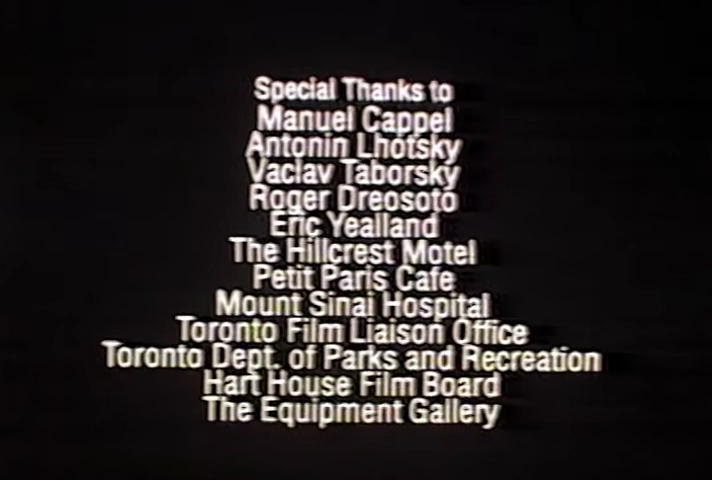 Special Thanks to
Manuel Cappel
Antonin Lhotsky
Vaclav Taborsky
Roger Dreosoto
Eric Yealland
The Hillcrest Motel
Petit Paris Cafe
Mount Sinai Hospital
Toronto Film Liaison Office
Toronto Dept. of Parks and Recreation
Hart House Film Board
The Equipment Gallery